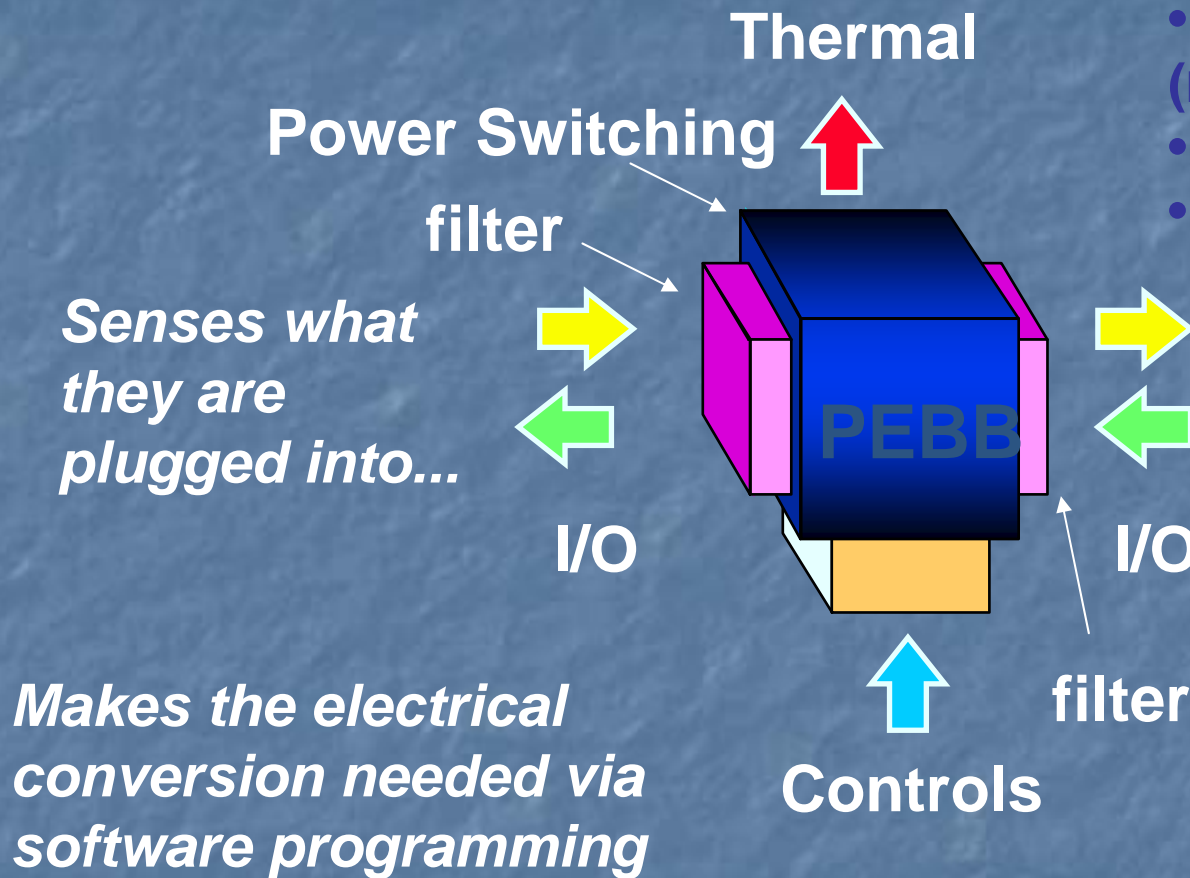 Thermal
Power Switching
filter
Senses what
they are
plugged into...
PEBB
I/O
I/O
filter
Makes the electrical
conversion needed via
software programming
Controls